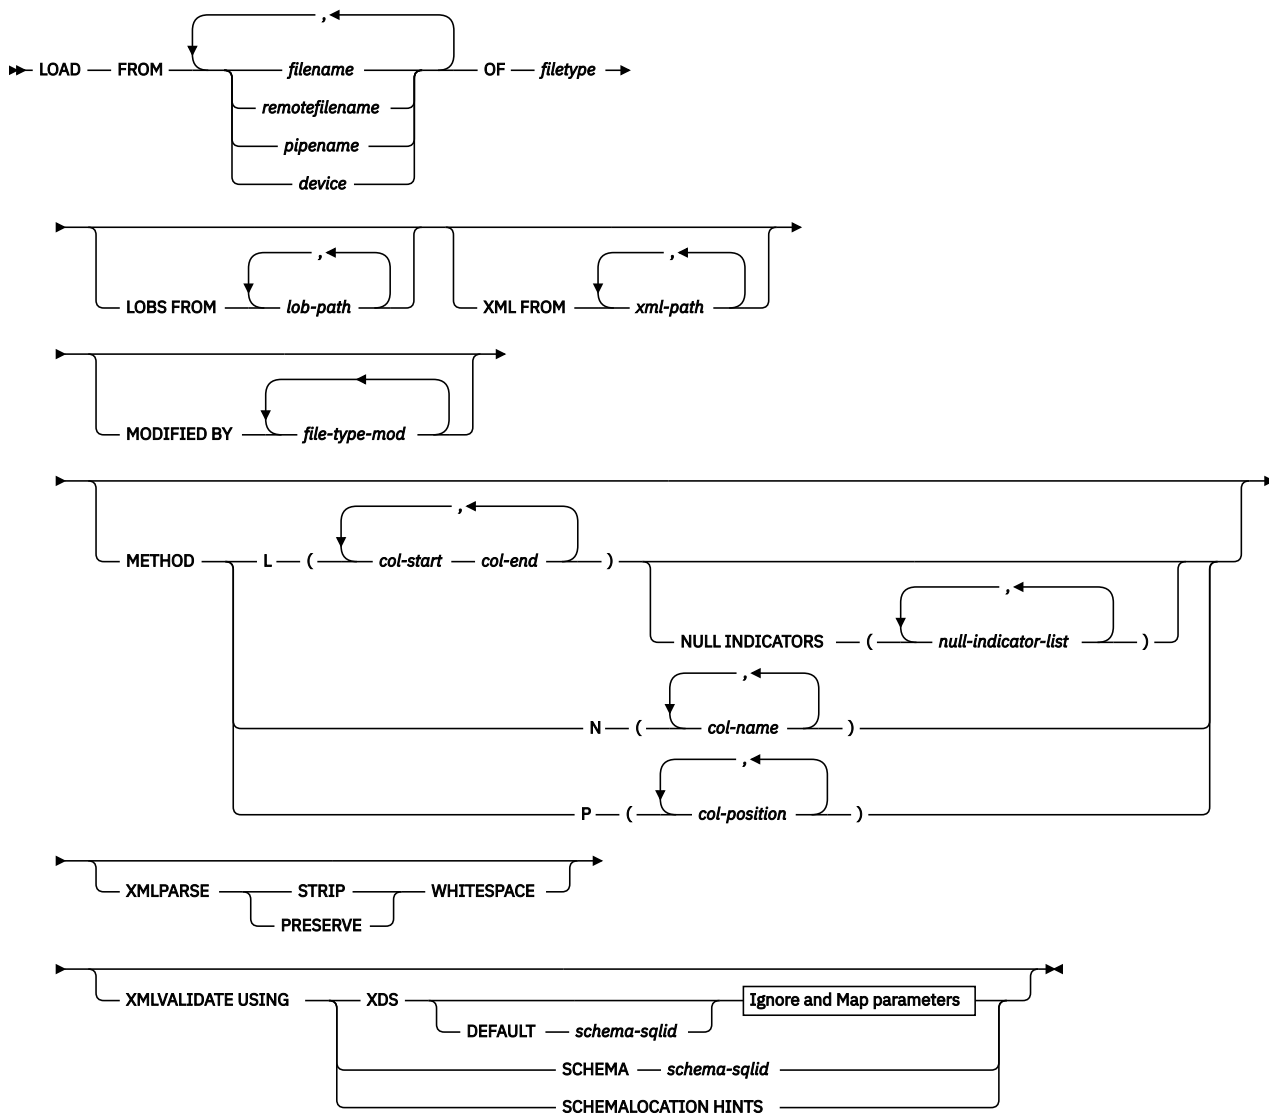 ,
LOAD FROM filename OF filetype
remotefilename
pipename
device
, ,
LOBS FROM lob-path XML FROM xml-path
MODIFIED BY file-type-mod
,
METHOD L ( col-start col-end )
,
NULL INDICATORS ( null-indicator-list )
,
N ( col-name )
,
P ( col-position )
XMLPARSE STRIP WHITESPACE
PRESERVE
XMLVALIDATE USING XDS Ignore and Map parameters
DEFAULT schema-sqlid
SCHEMA schema-sqlid
SCHEMALOCATION HINTS